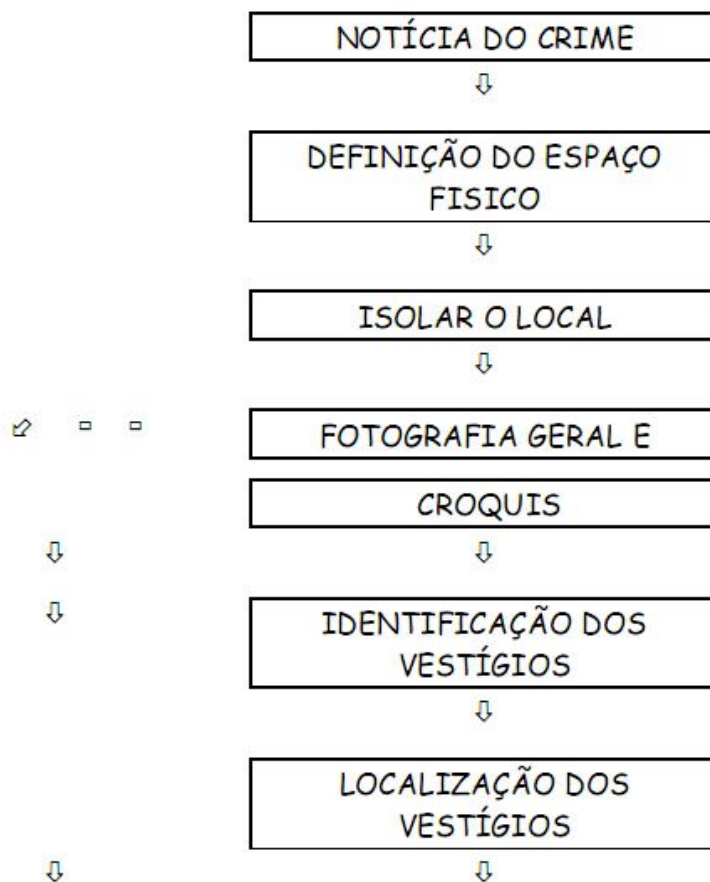 NOTÍCIA DO CRIME
DEFINIÇÃO DO ESPAÇO
FISICO
ISOLAR O LOCAL
FOTOGRAFIA GERAL E
CROQUIS
IDENTIFICAÇÃO DOS
VESTÍGIOS
LOCALIZAÇÃO DOS
VESTÍGIOS